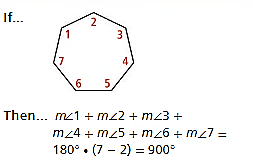 If...
2
1 3
7 4
6 5
Then... m∠1 + m∠2 + m∠3 +
m∠4 + m∠5 + m∠6 + m∠7 =
180° • (7 − 2) = 900°